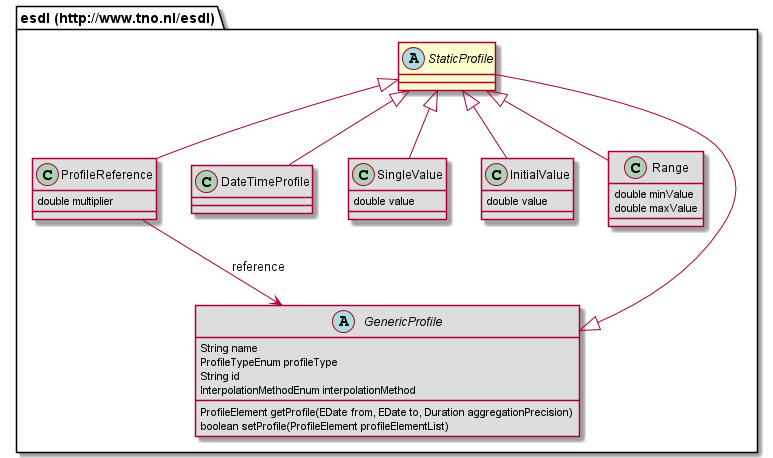 esdl (http://www.tno.nl/esdl)
A StaticProfile
C ProfileReference
double multiplier
C DateTimeProfile
C SingleValue
double value
C InitialValue
double value
C Range
double minValue
double maxValue
reference
A GenericProfile
String name
ProfileTypeEnum profileType
String id
InterpolationMethodEnum interpolationMethod
ProfileElement getProfile(EDate from, EDate to, Duration aggregationPrecision)
boolean setProfile(ProfileElement profileElementList)